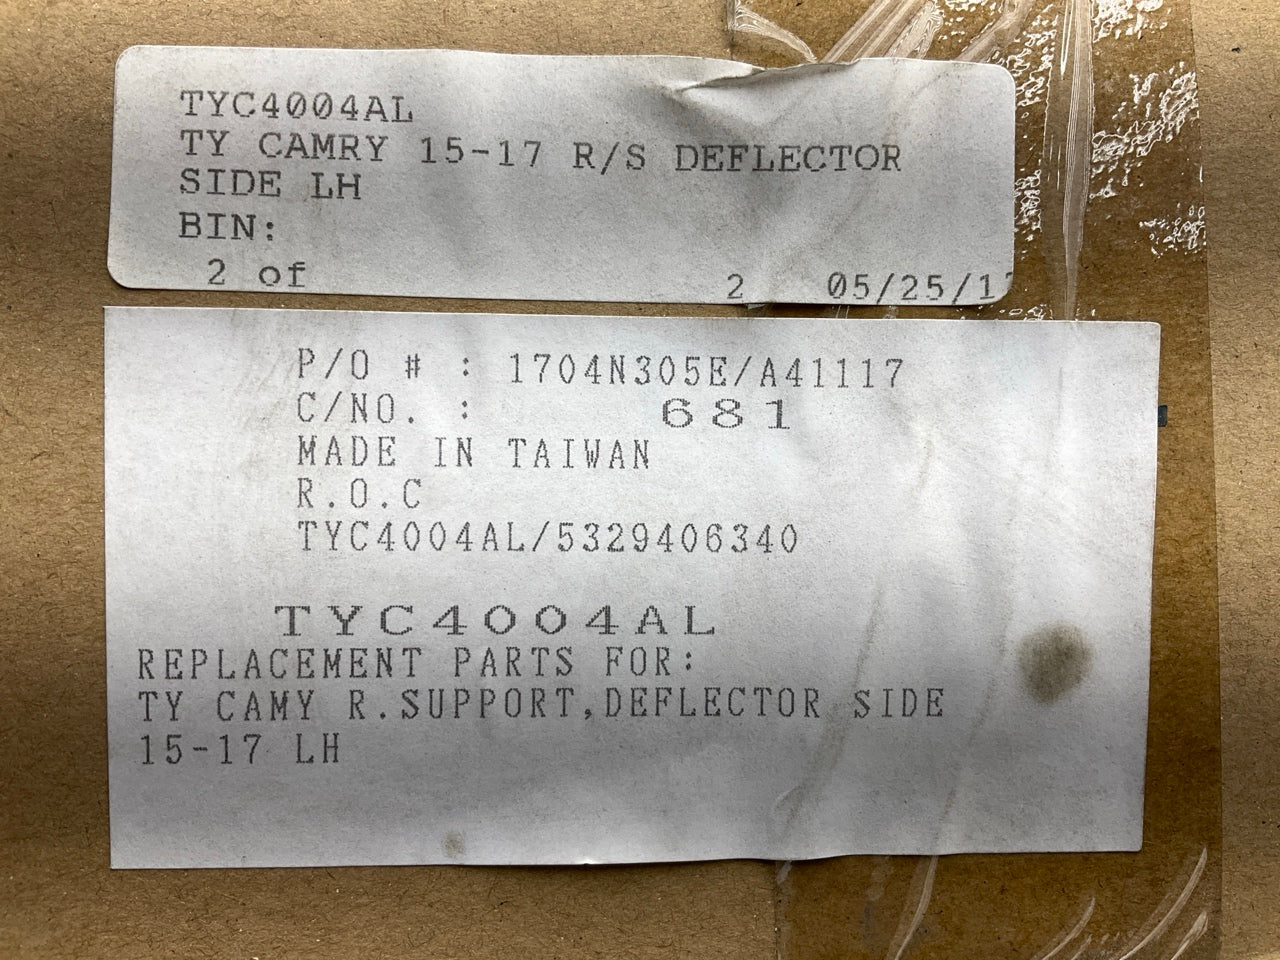 TYC4004AL
TY CAMRY 15-17 R/S DEFLECTOR
SIDE LH
BIN:
2 of 2 05/25/17
P/O # : 1704N305E/A41117
C/NO. : 681
MADE IN TAIWAN
R.O.C
TYC4004AL/5329406340
TYC4004AL
REPLACEMENT PARTS FOR:
TY CAMY R.SUPPORT,DEFLECTOR SIDE
15-17 LH